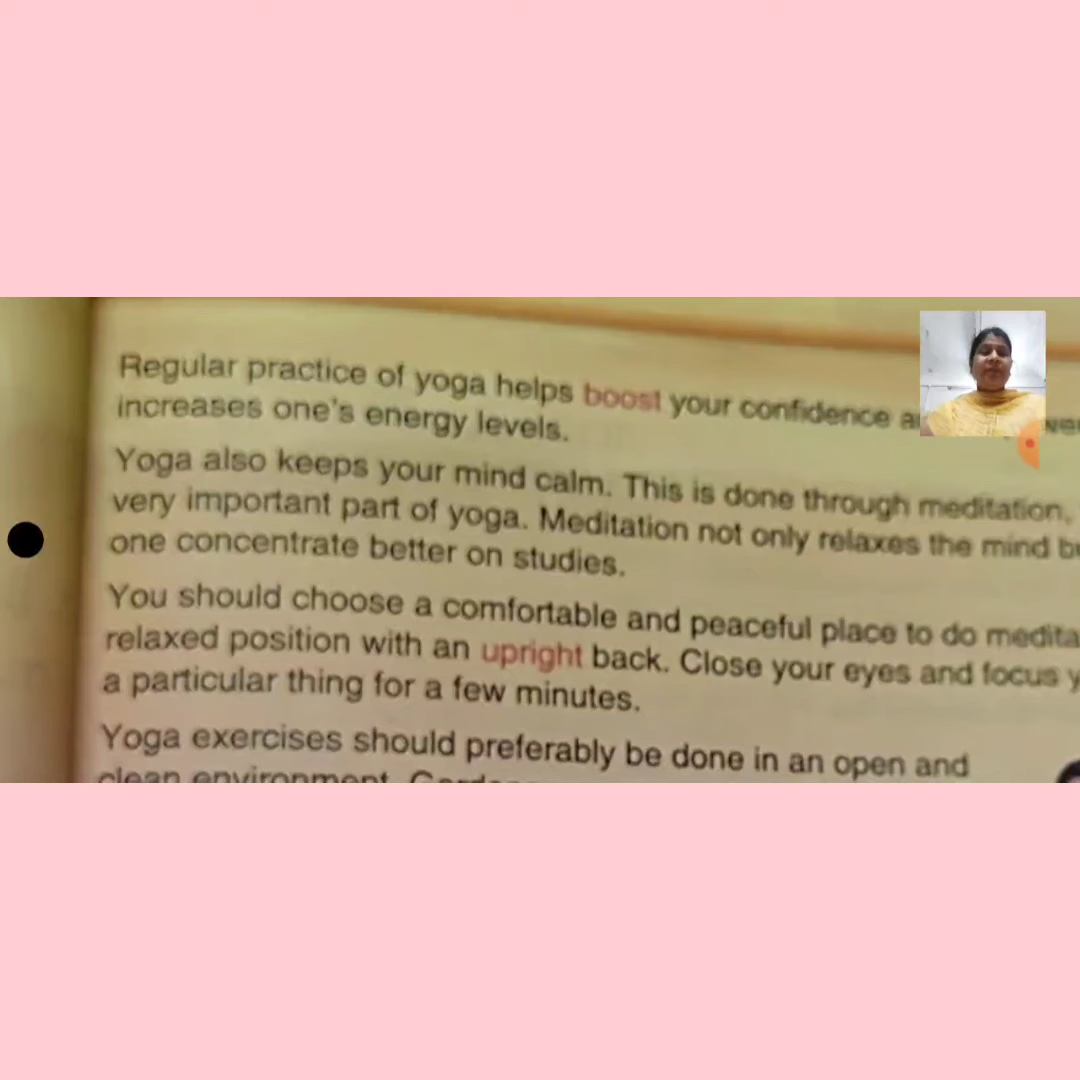 Regular practice of yoga helps boost your confidence
increases one's energy levels.
Yoga also keeps your mind calm. This is done through meditation,
very important part of yoga. Meditation not only relaxes the mind
one concentrate better on studies.
You should choose a comfortable and peaceful place to do
relaxed position with an upright back. Close your eyes and focus
a particular thing for a few minutes.
Yoga exercises should preferably be done in an open and
clean environment.